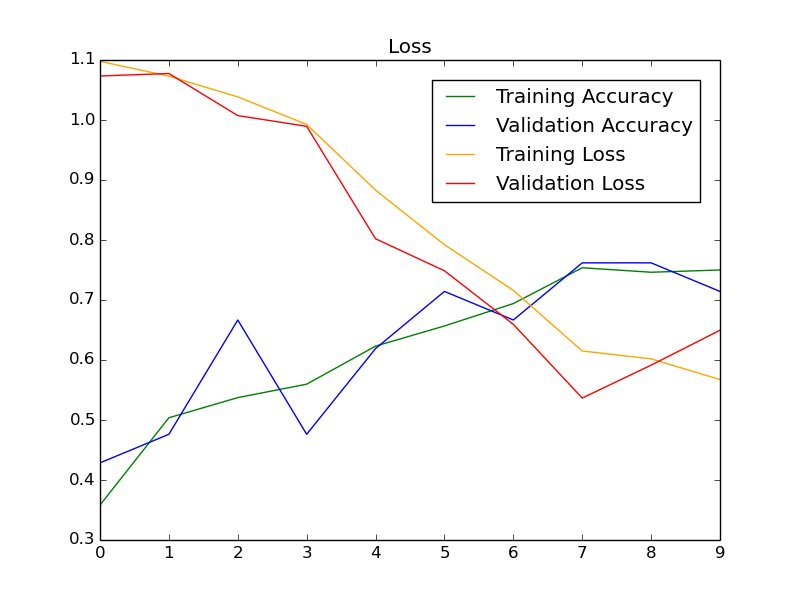 Loss
1.1
1.0
0.9
0.8
0.7
0.6
0.5
0.4
0.3
Training Accuracy
Validation Accuracy
Training Loss
Validation Loss
0 1 2 3 4 5 6 7 8 9